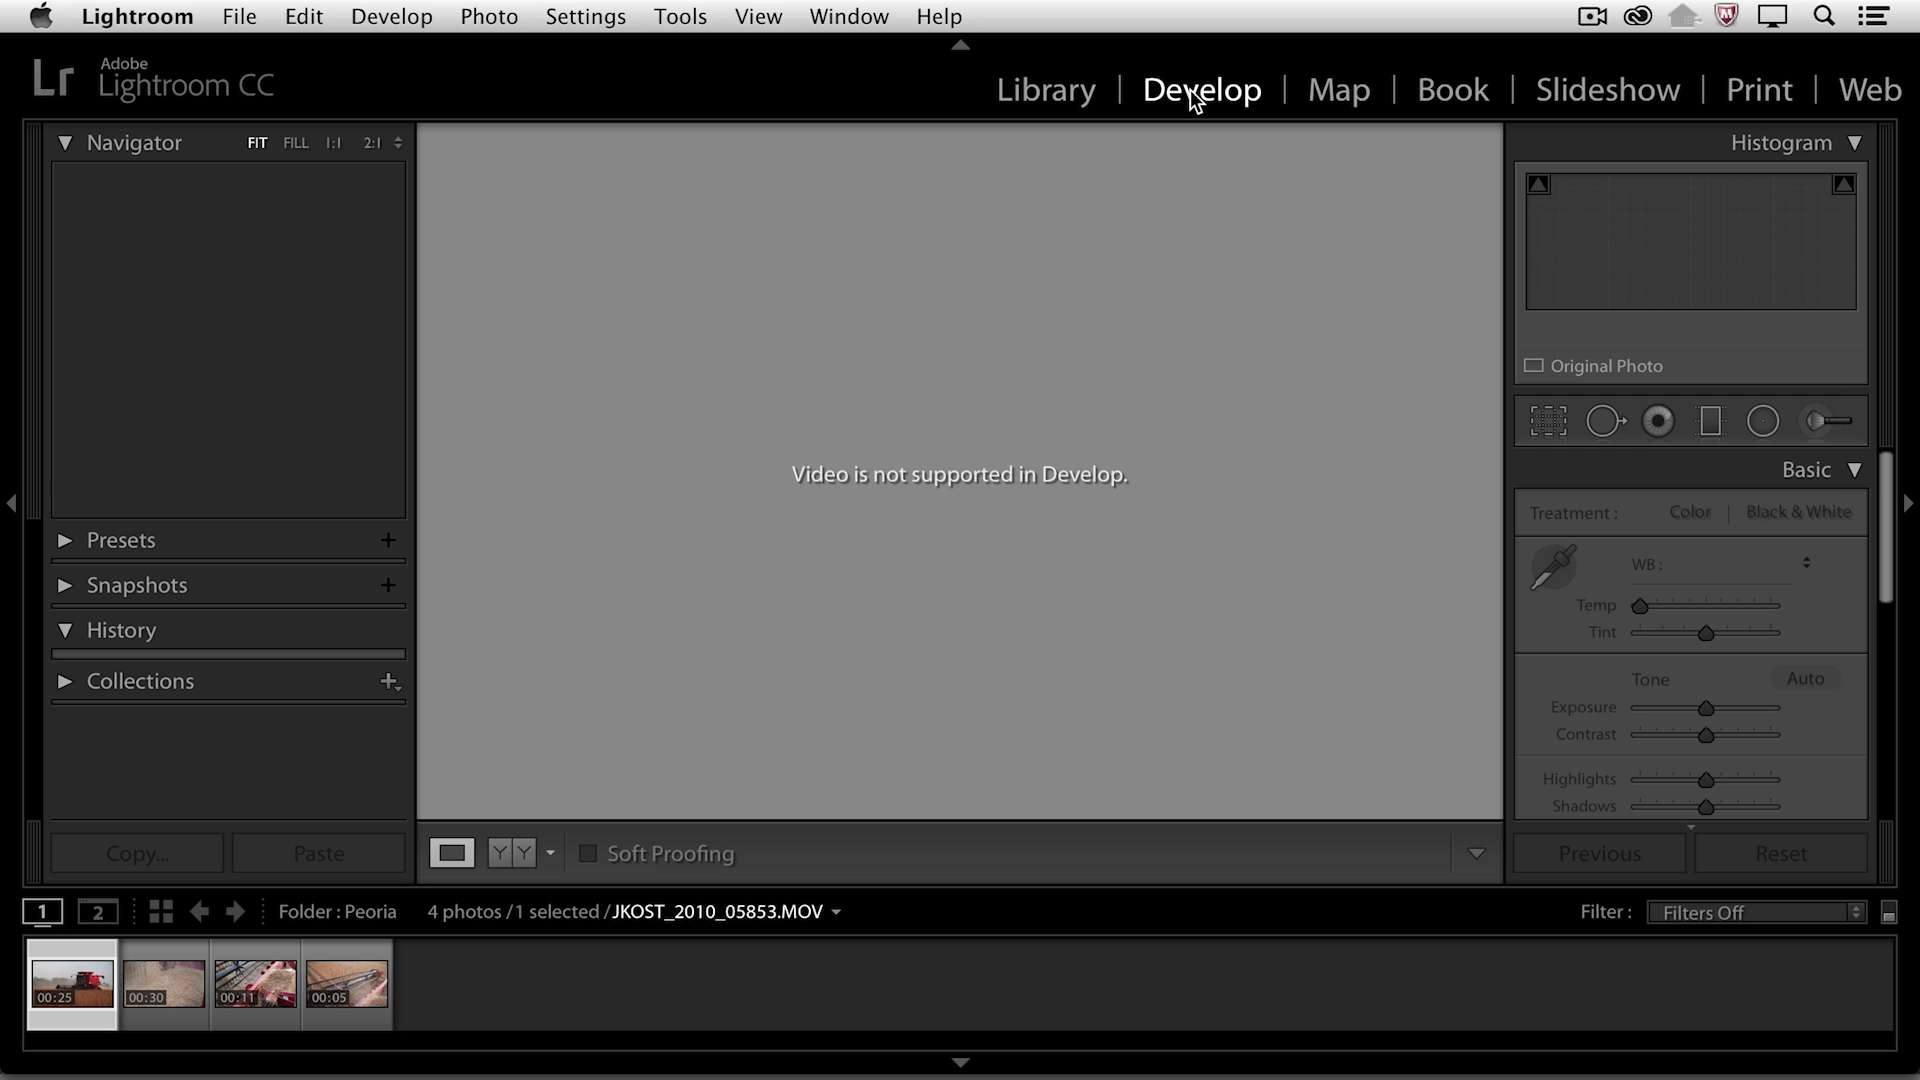 Lightroom File Edit Develop Photo Settings Tools View Window Help
Lr Adobe
Lightroom CC
Library | Develop | Map | Book | Slideshow | Print | Web
Navigator FIT FILL 1:1 2:1
Histogram
Original Photo
Video is not supported in Develop.
Basic
Treatment : Color | Black & White
WB :
Temp
Tint
Tone Auto
Exposure
Contrast
Highlights
Shadows
Presets
Snapshots
History
Collections
Copy... Paste
YY Soft Proofing
Previous Reset
1 2 Folder : Peoria 4 photos / 1 selected / JKOST_2010_05853.MOV
Filter : Filters Off
00:25 00:30 00:11 00:05